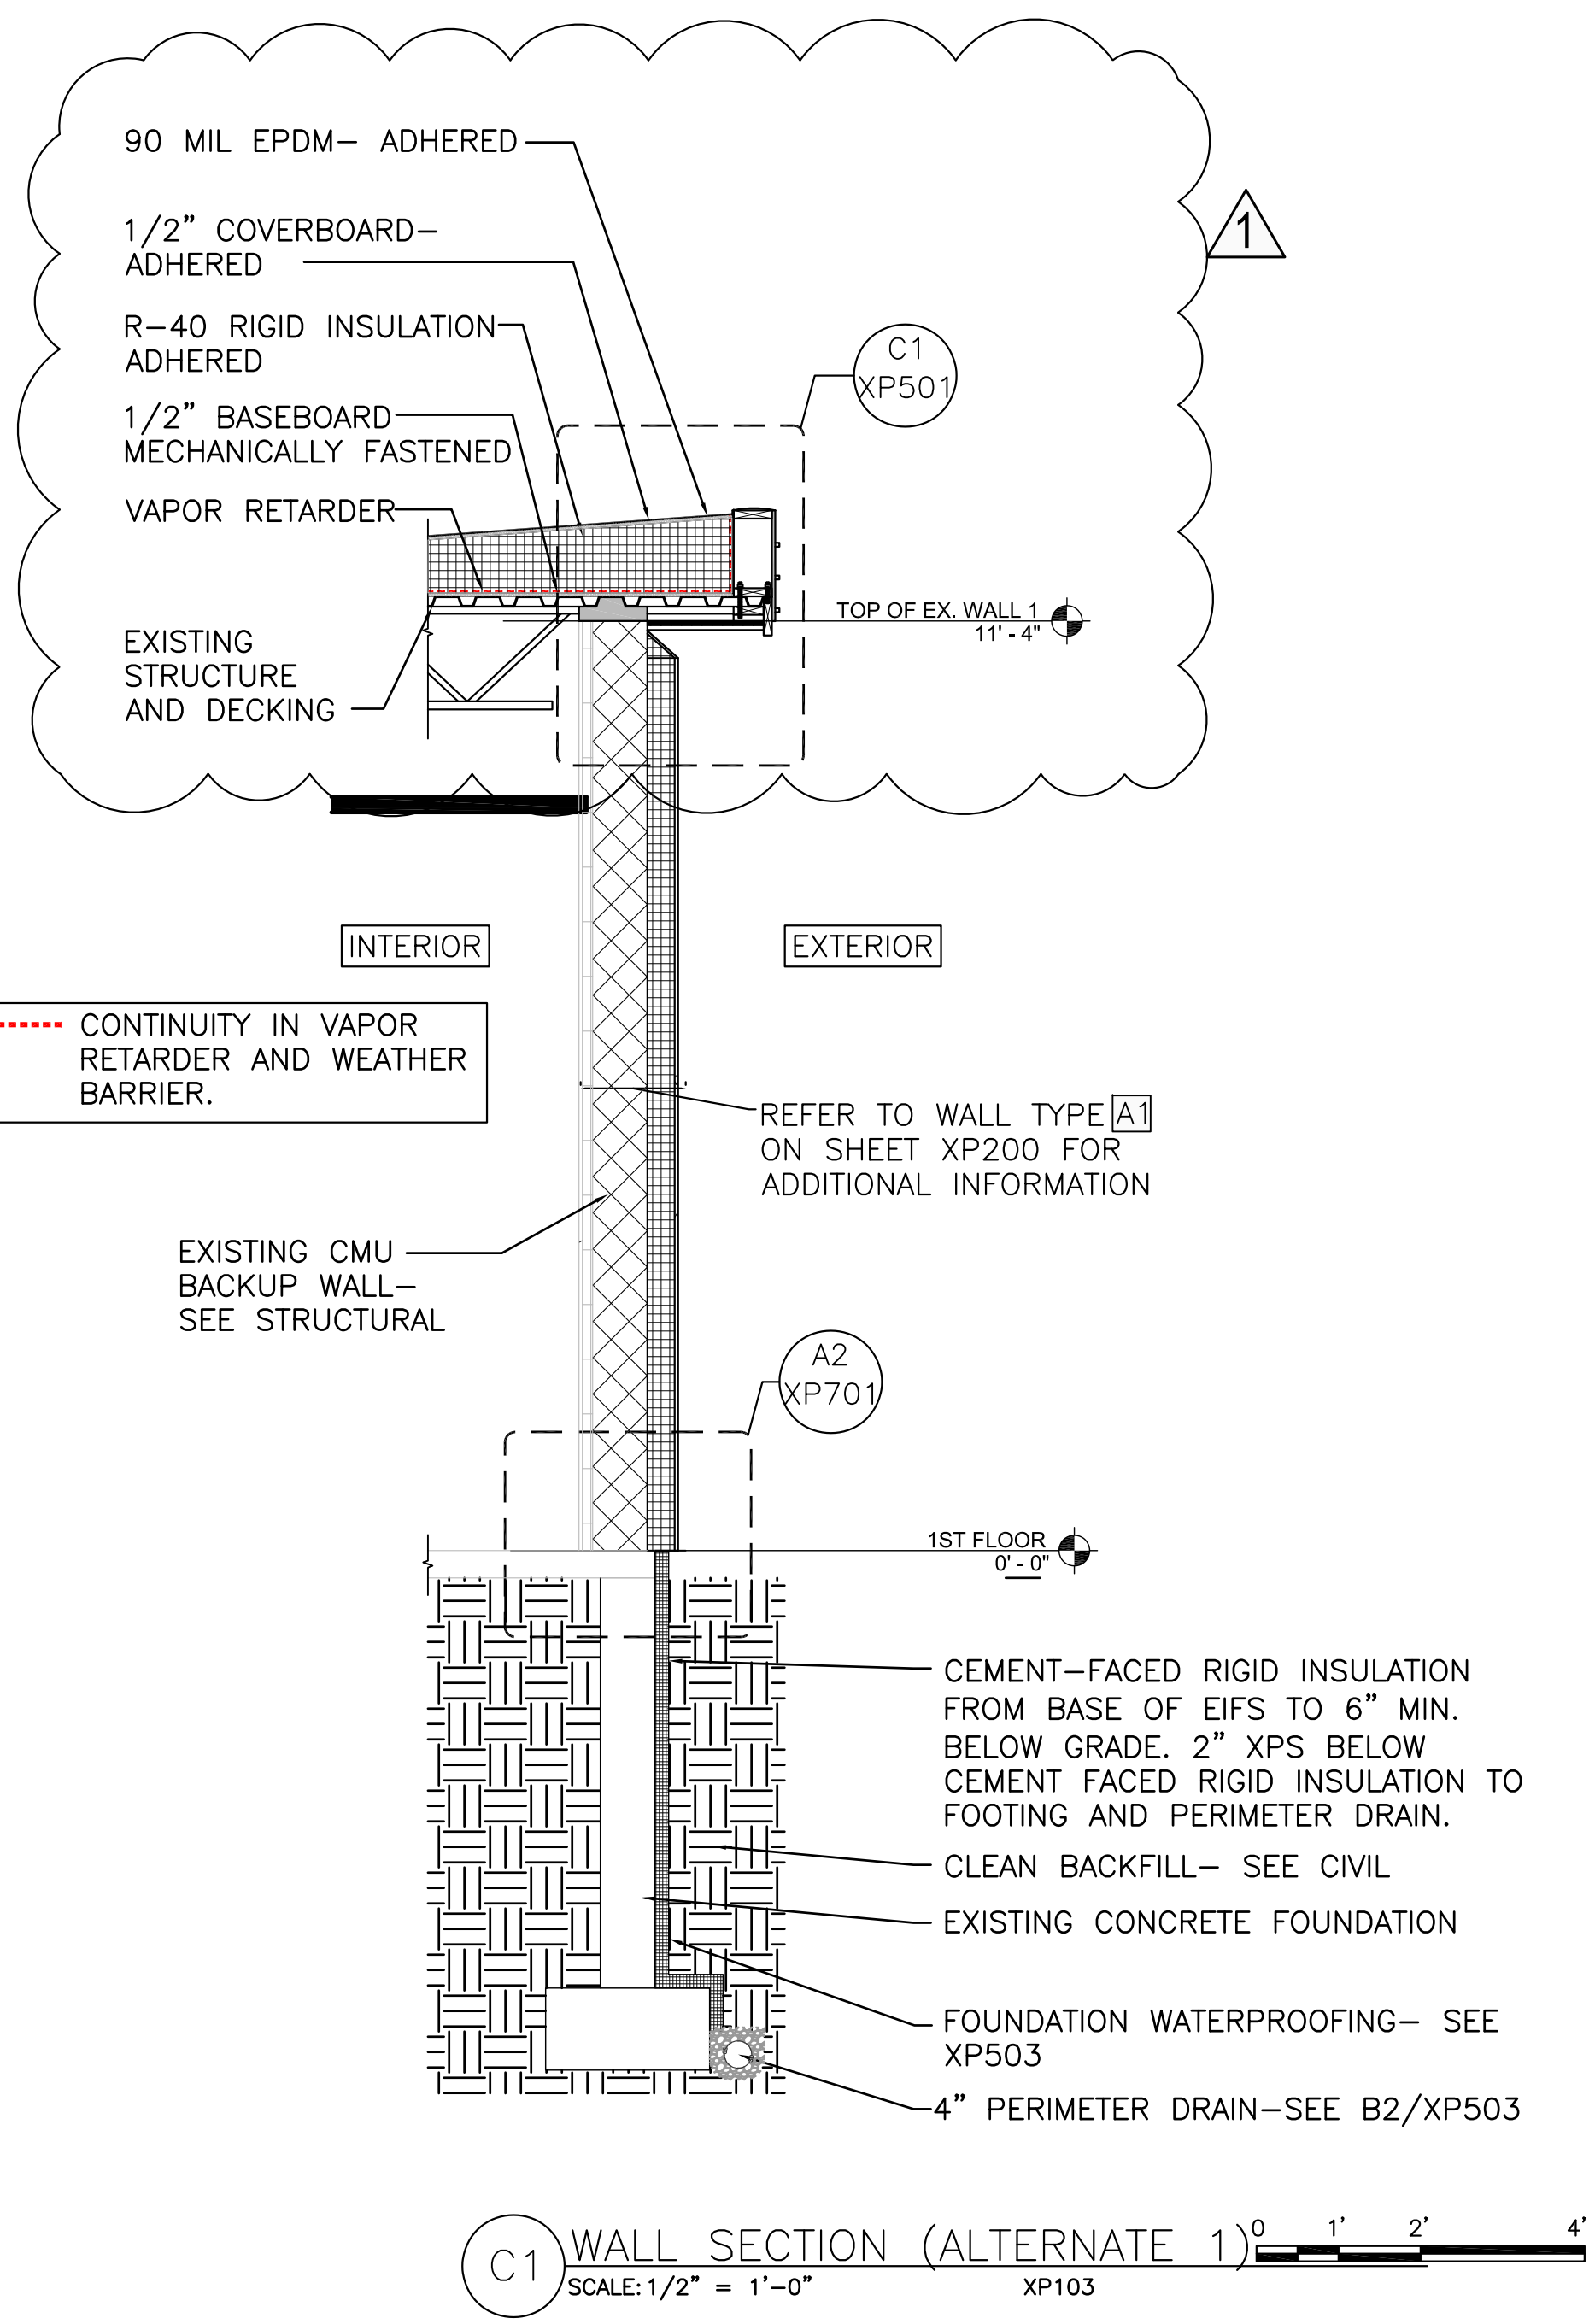 90 MIL EPDM- ADHERED
1/2" COVERBOARD-
ADHERED
R-40 RIGID INSULATION
ADHERED
1/2" BASEBOARD
MECHANICALLY FASTENED
VAPOR RETARDER
EXISTING
STRUCTURE
AND DECKING
1
C1
XP501
TOP OF EX. WALL 1
11' - 4"
INTERIOR
EXTERIOR
CONTINUITY IN VAPOR
RETARDER AND WEATHER
BARRIER.
REFER TO WALL TYPE A1
ON SHEET XP200 FOR
ADDITIONAL INFORMATION
EXISTING CMU
BACKUP WALL-
SEE STRUCTURAL
A2
XP701
1ST FLOOR
0' - 0"
CEMENT-FACED RIGID INSULATION
FROM BASE OF EIFS TO 6" MIN.
BELOW GRADE. 2" XPS BELOW
CEMENT FACED RIGID INSULATION TO
FOOTING AND PERIMETER DRAIN.
CLEAN BACKFILL- SEE CIVIL
EXISTING CONCRETE FOUNDATION
FOUNDATION WATERPROOFING- SEE
XP503
4" PERIMETER DRAIN-SEE B2/XP503
C1
WALL SECTION (ALTERNATE 1)
SCALE: 1/2" = 1'-0"
XP103
0 1' 2' 4'